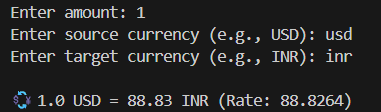 Enter amount: 1
Enter source currency (e.g., USD): usd
Enter target currency (e.g., INR): inr
💱 1.0 USD = 88.83 INR (Rate: 88.8264)